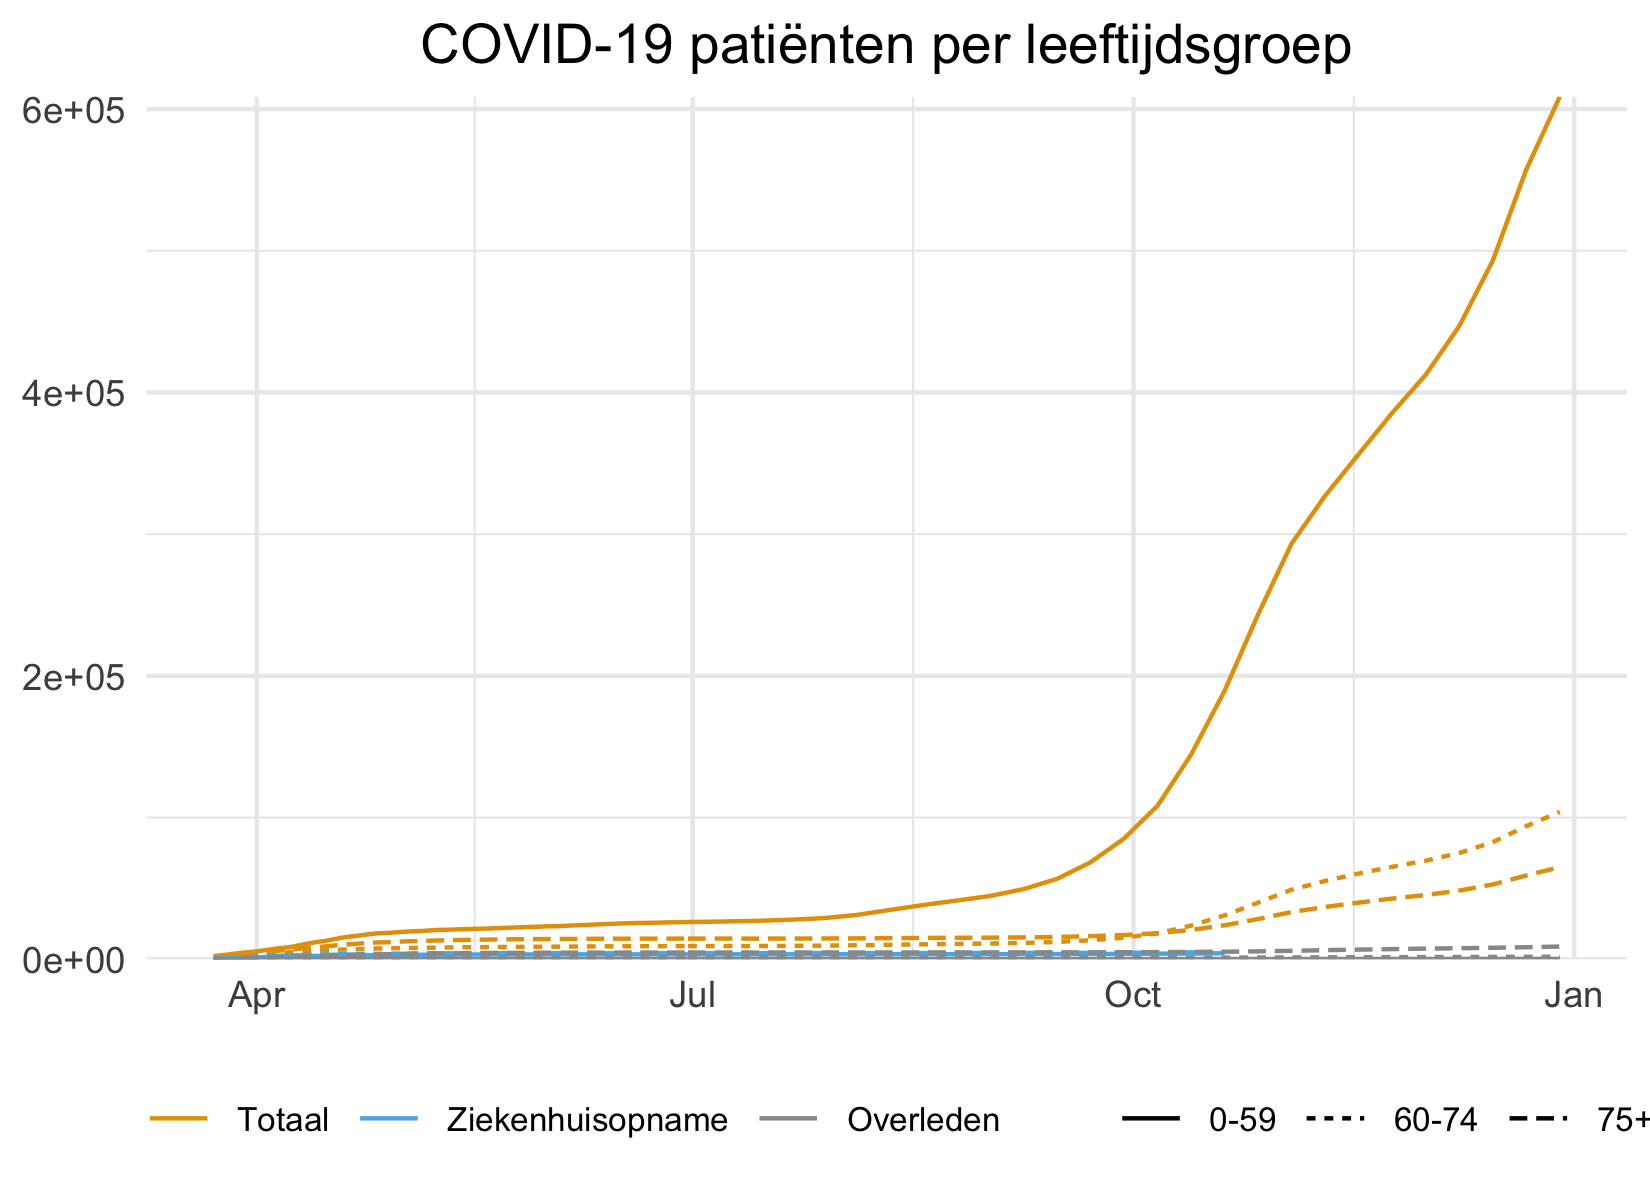 COVID-19 patiënten per leeftijdsgroep
6e+05
4e+05
2e+05
0e+00
Apr Jul Oct Jan
Totaal Ziekenhuisopname Overleden 0-59 60-74 75+